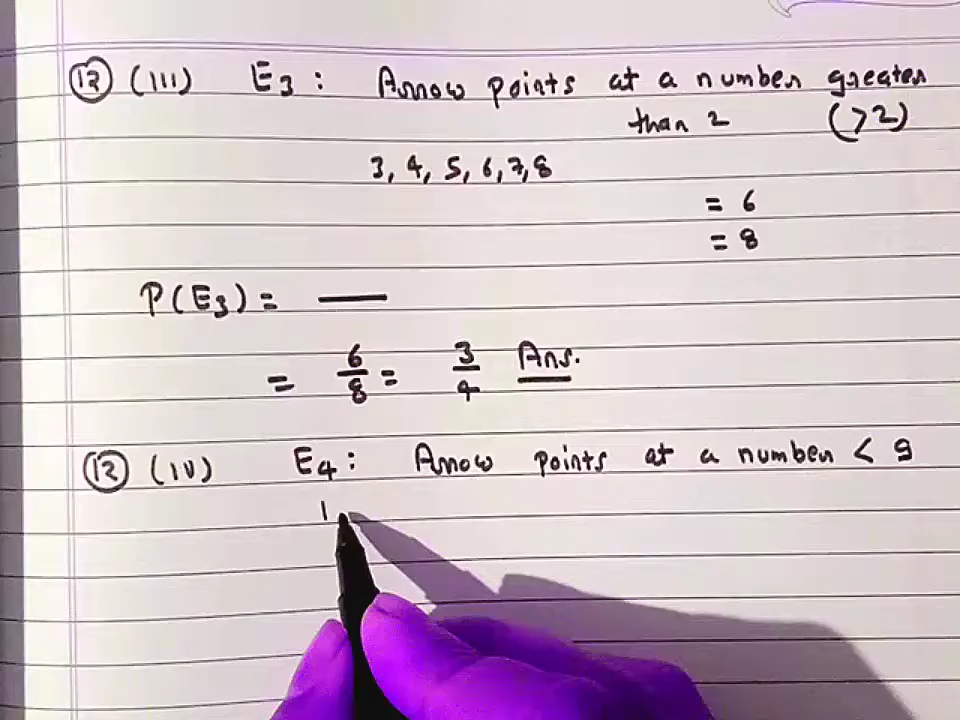 12 (III) E3 : Arrow points at a number greater
than 2 (>2)
3, 4, 5, 6, 7, 8
= 6
= 8
P(E3) = ——
= 6/8 = 3/4 Ans.
12 (IV) E4 : Arrow points at a number < 9
1